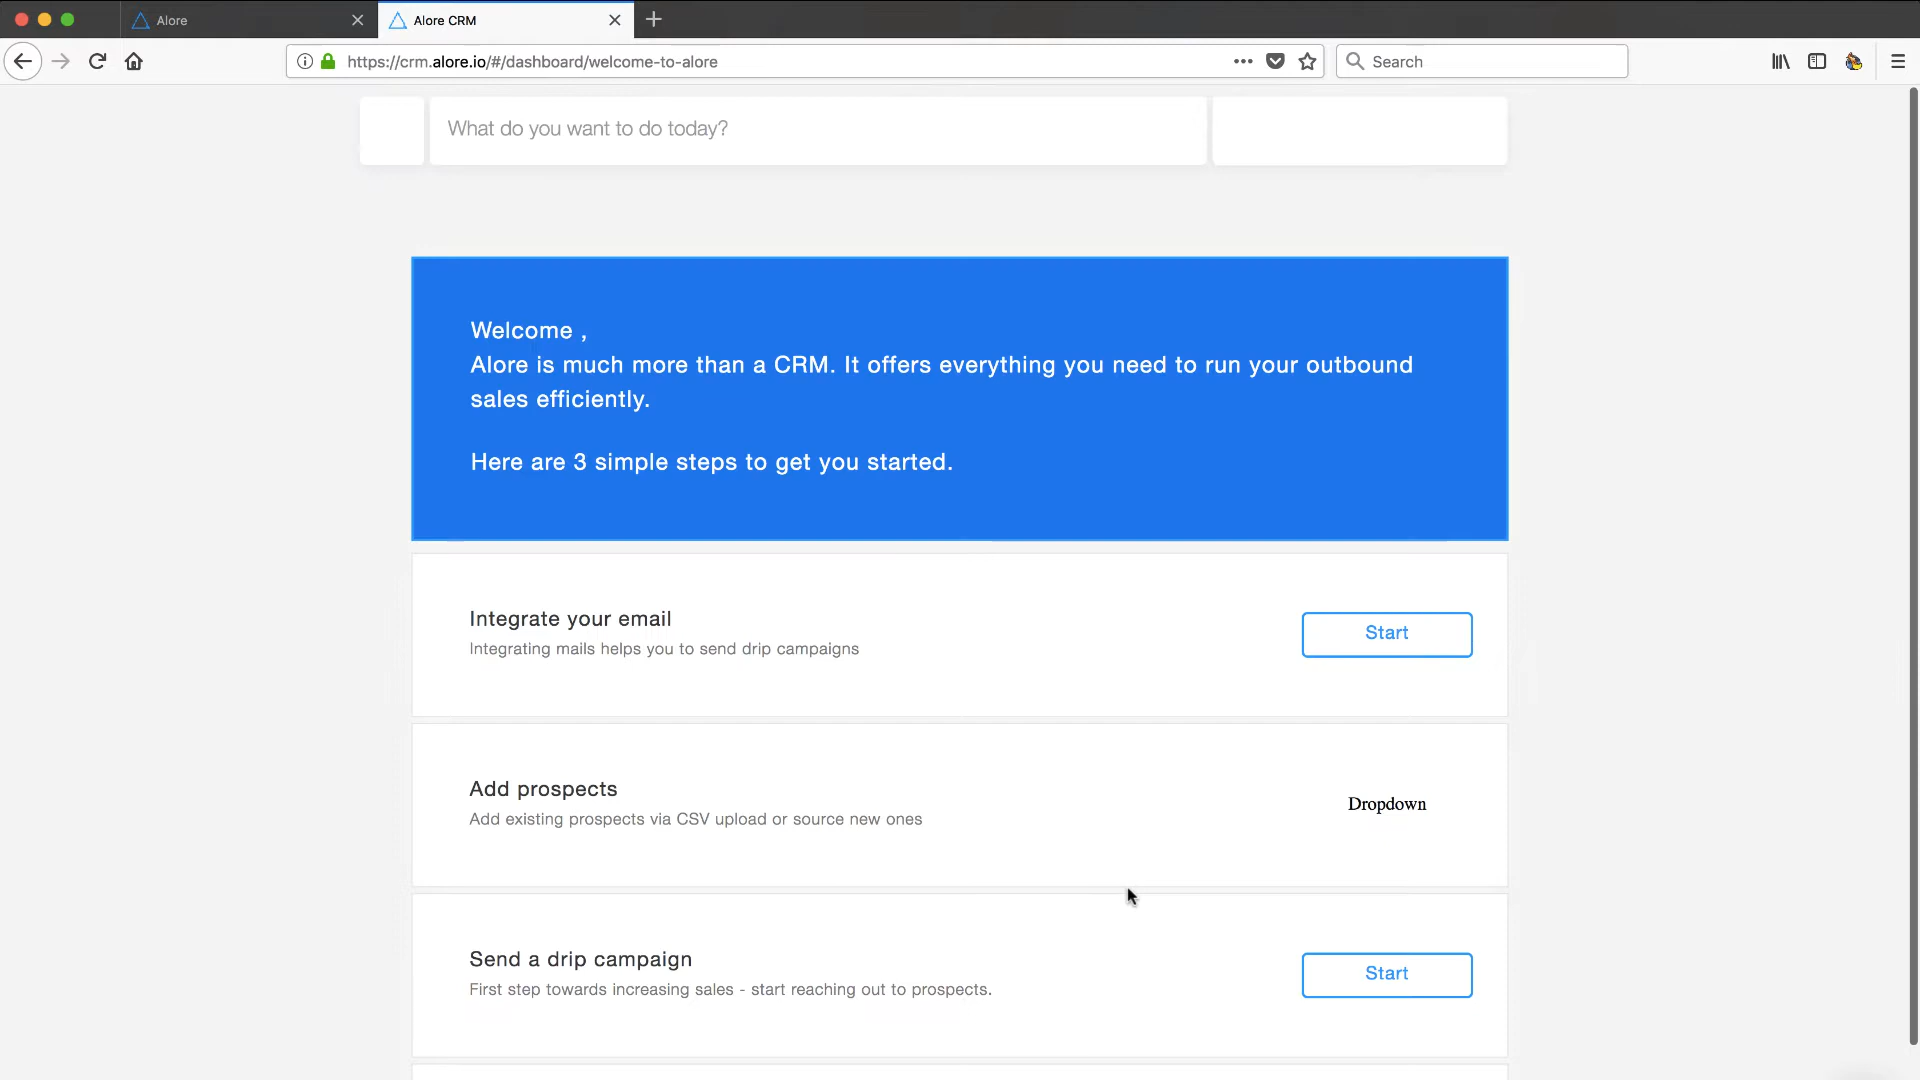 Alore
Alore CRM
https://crm.alore.io/#/dashboard/welcome-to-alore
Search
What do you want to do today?
Welcome ,
Alore is much more than a CRM. It offers everything you need to run your outbound
sales efficiently.
Here are 3 simple steps to get you started.
Integrate your email
Integrating mails helps you to send drip campaigns
Start
Add prospects
Add existing prospects via CSV upload or source new ones
Dropdown
Send a drip campaign
First step towards increasing sales - start reaching out to prospects.
Start